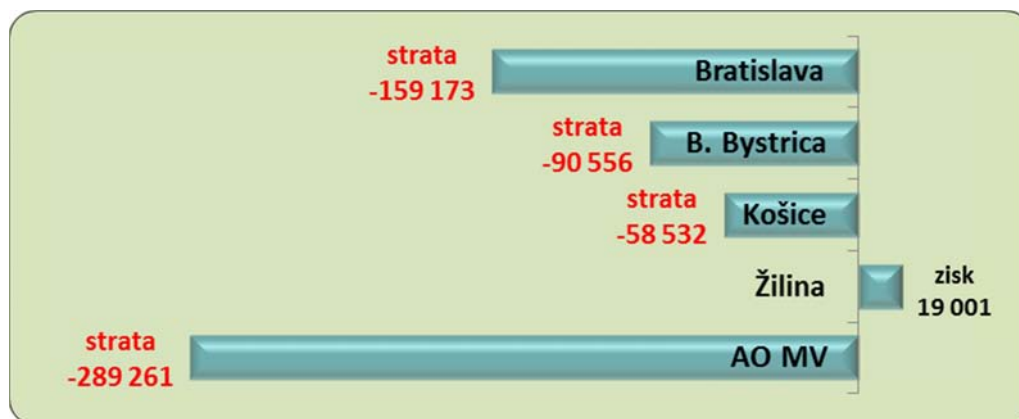 strata
-159 173
Bratislava
strata
-90 556
B. Bystrica
strata
-58 532
Košice
Žilina
zisk
19 001
strata
-289 261
AO MV